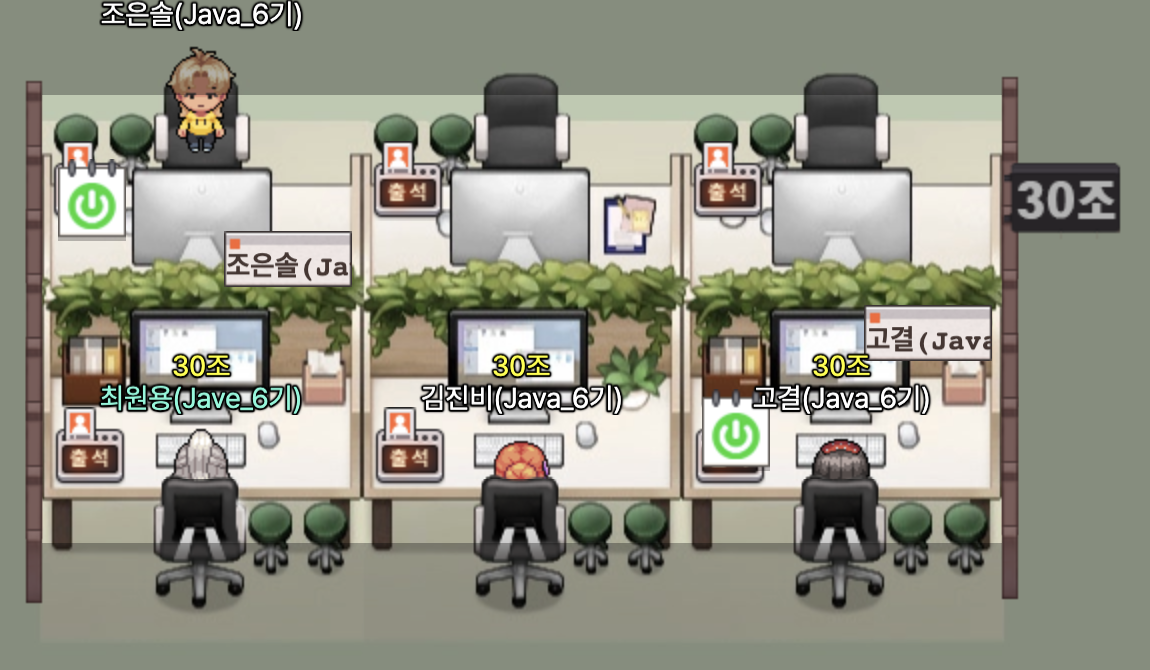 조은솔(Java_6기)
출석
출석
30조
조은솔(Ja
고결(Java
30조
30조
30조
최원용(Jave_6기)
김진비(Java_6기)
고결(Java_6기)
출석
출석